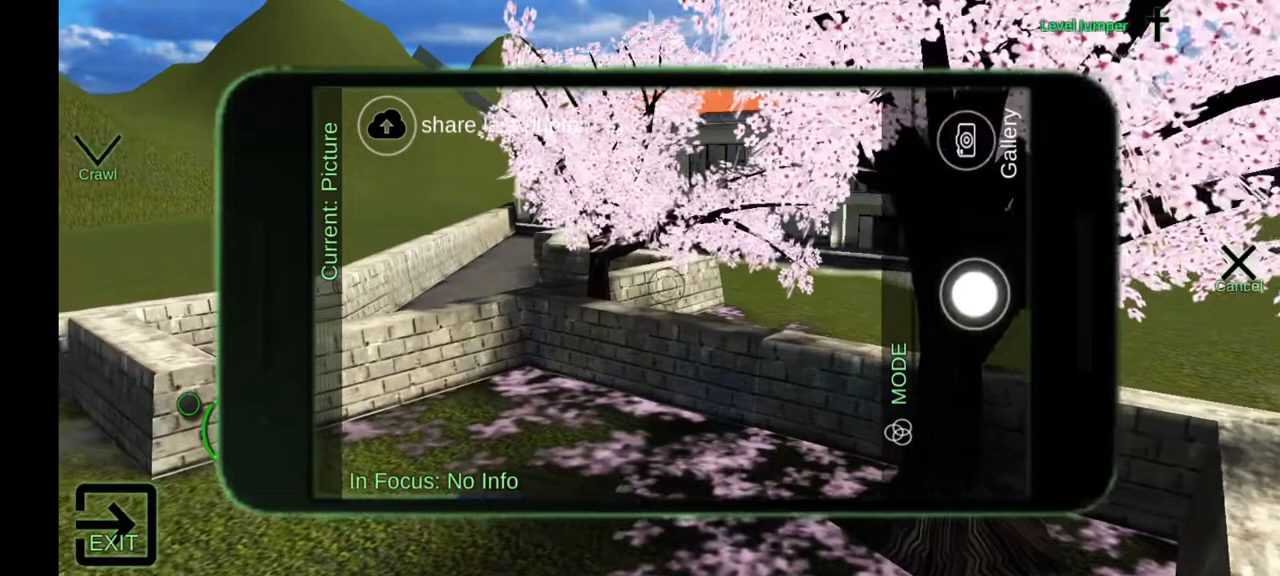 Level Jumper
Crawl
share
Current: Picture
Gallery
Cancel
MODE
In Focus: No Info
EXIT